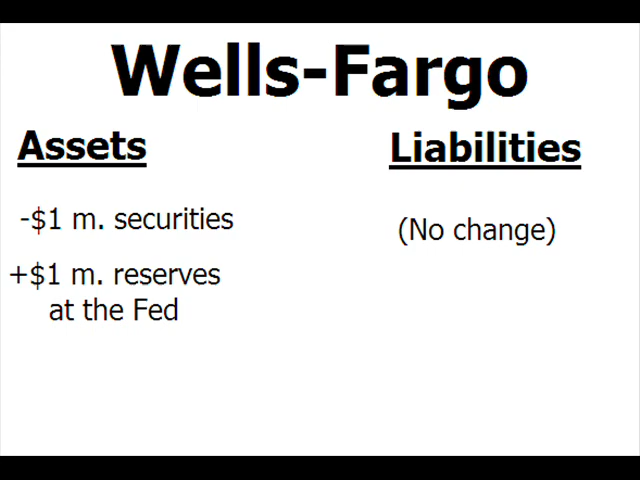 Wells-Fargo
Assets
Liabilities
-$1 m. securities
(No change)
+$1 m. reserves
at the Fed